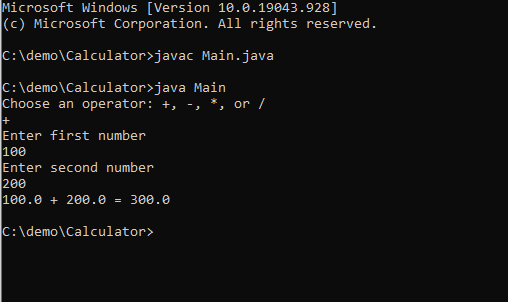 Microsoft Windows [Version 10.0.19043.928]
(c) Microsoft Corporation. All rights reserved.
C:\demo\Calculator>javac Main.java
C:\demo\Calculator>java Main
Choose an operator: +, -, *, or /
+
Enter first number
100
Enter second number
200
100.0 + 200.0 = 300.0
C:\demo\Calculator>